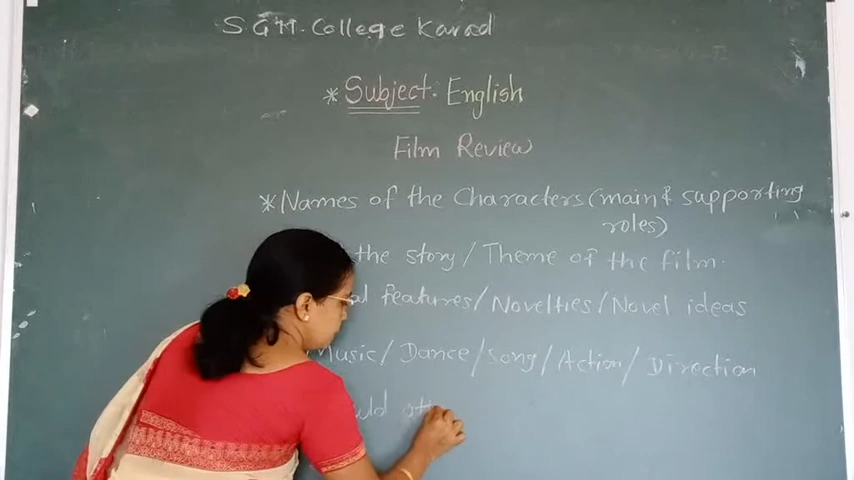 S.G.M. College Karad
* Subject: English
Film Review
* Names of the Characters (main & supporting
roles)
the story / Theme of the film.
features / Novelties / Novel ideas
Music / Dance / Song / Action / Direction